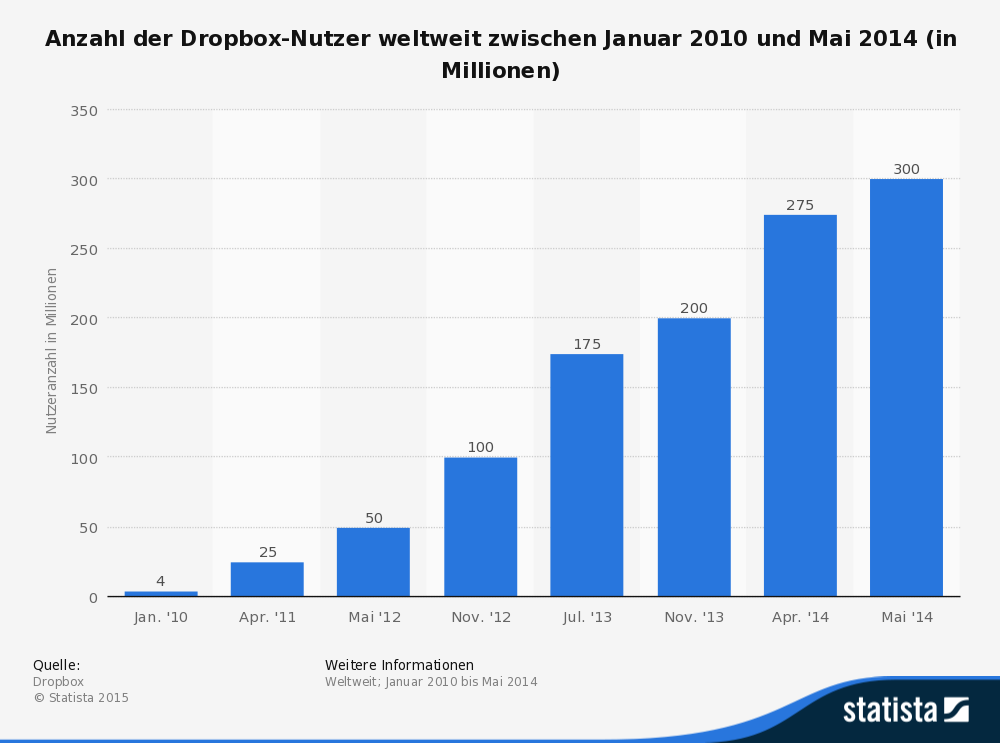 Anzahl der Dropbox-Nutzer weltweit zwischen Januar 2010 und Mai 2014 (in
Millionen)
Nutzeranzahl in Millionen
350
300
250
200
150
100
50
0
4
25
50
100
175
200
275
300
Jan. '10
Apr. '11
Mai '12
Nov. '12
Jul. '13
Nov. '13
Apr. '14
Mai '14
Quelle:
Dropbox
© Statista 2015
Weitere Informationen
Weltweit; Januar 2010 bis Mai 2014
statista